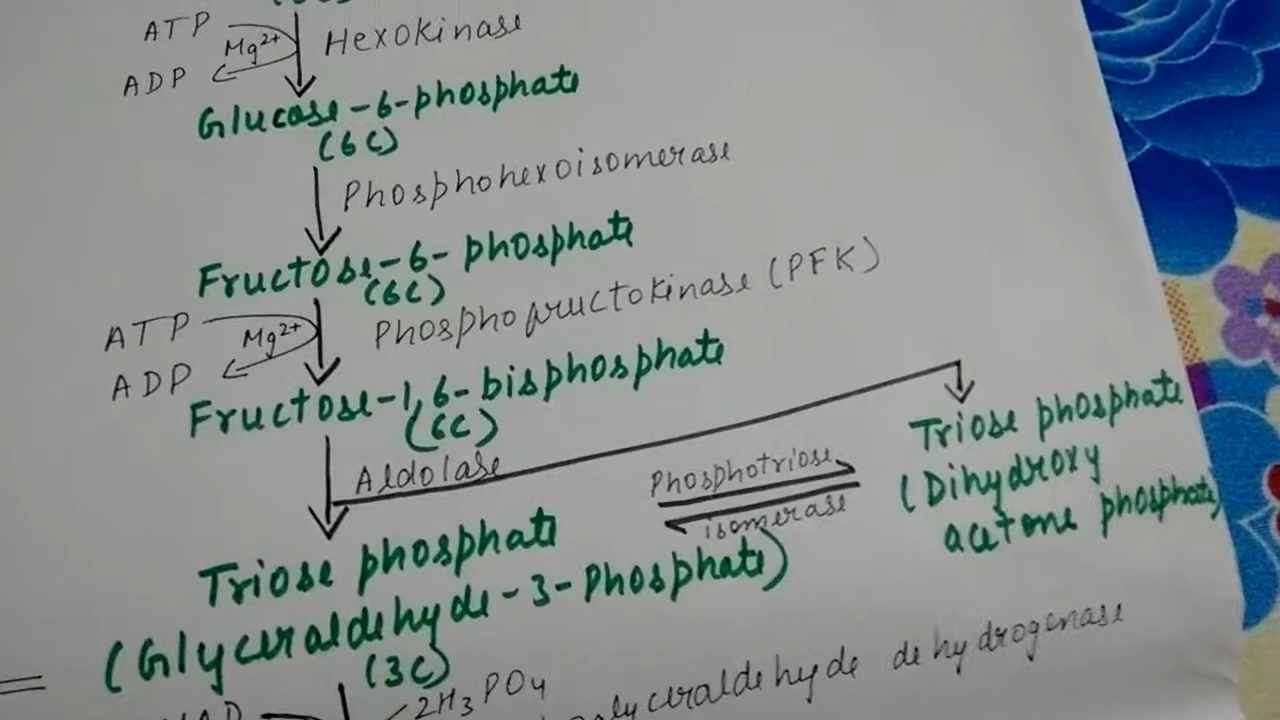 ATP
Mg2+
Hexokinase
ADP
Glucose-6-phosphate
(6C)
Phosphohexoisomerase
Fructose-6-phosphate
(6C)
ATP
Mg2+
Phosphofructokinase (PFK)
ADP
Fructose-1,6-bisphosphate
(6C)
Aldolase
Triose phosphate
(Dihydroxy
acetone phosphate)
Phosphotriose
isomerase
Triose phosphate
(Glyceraldehyde-3-Phosphate)
(3C)
2H3PO4
glyceraldehyde dehydrogenase